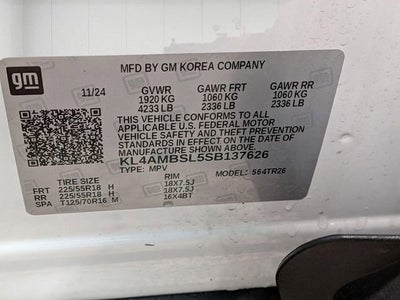 gm
MFD BY GM KOREA COMPANY
11/24 GVWR GAWR FRT GAWR RR
1920 KG 1060 KG 1060 KG
4233 LB 2336 LB 2336 LB
THIS VEHICLE CONFORMS TO ALL
APPLICABLE U.S. FEDERAL MOTOR
VEHICLE SAFETY AND THEFT PREVENTION
STANDARDS IN EFFECT ON THE DATE OF
MANUFACTURE SHOWN ABOVE.
KL4AMBSL5SB137626
TYPE: MPV MODEL: 564TR26
TIRE SIZE RIM
FRT 225/55R18 H 18X7.5J
RR 225/55R18 H 18X7.5J
SPA T125/70R16 M 16X4BT